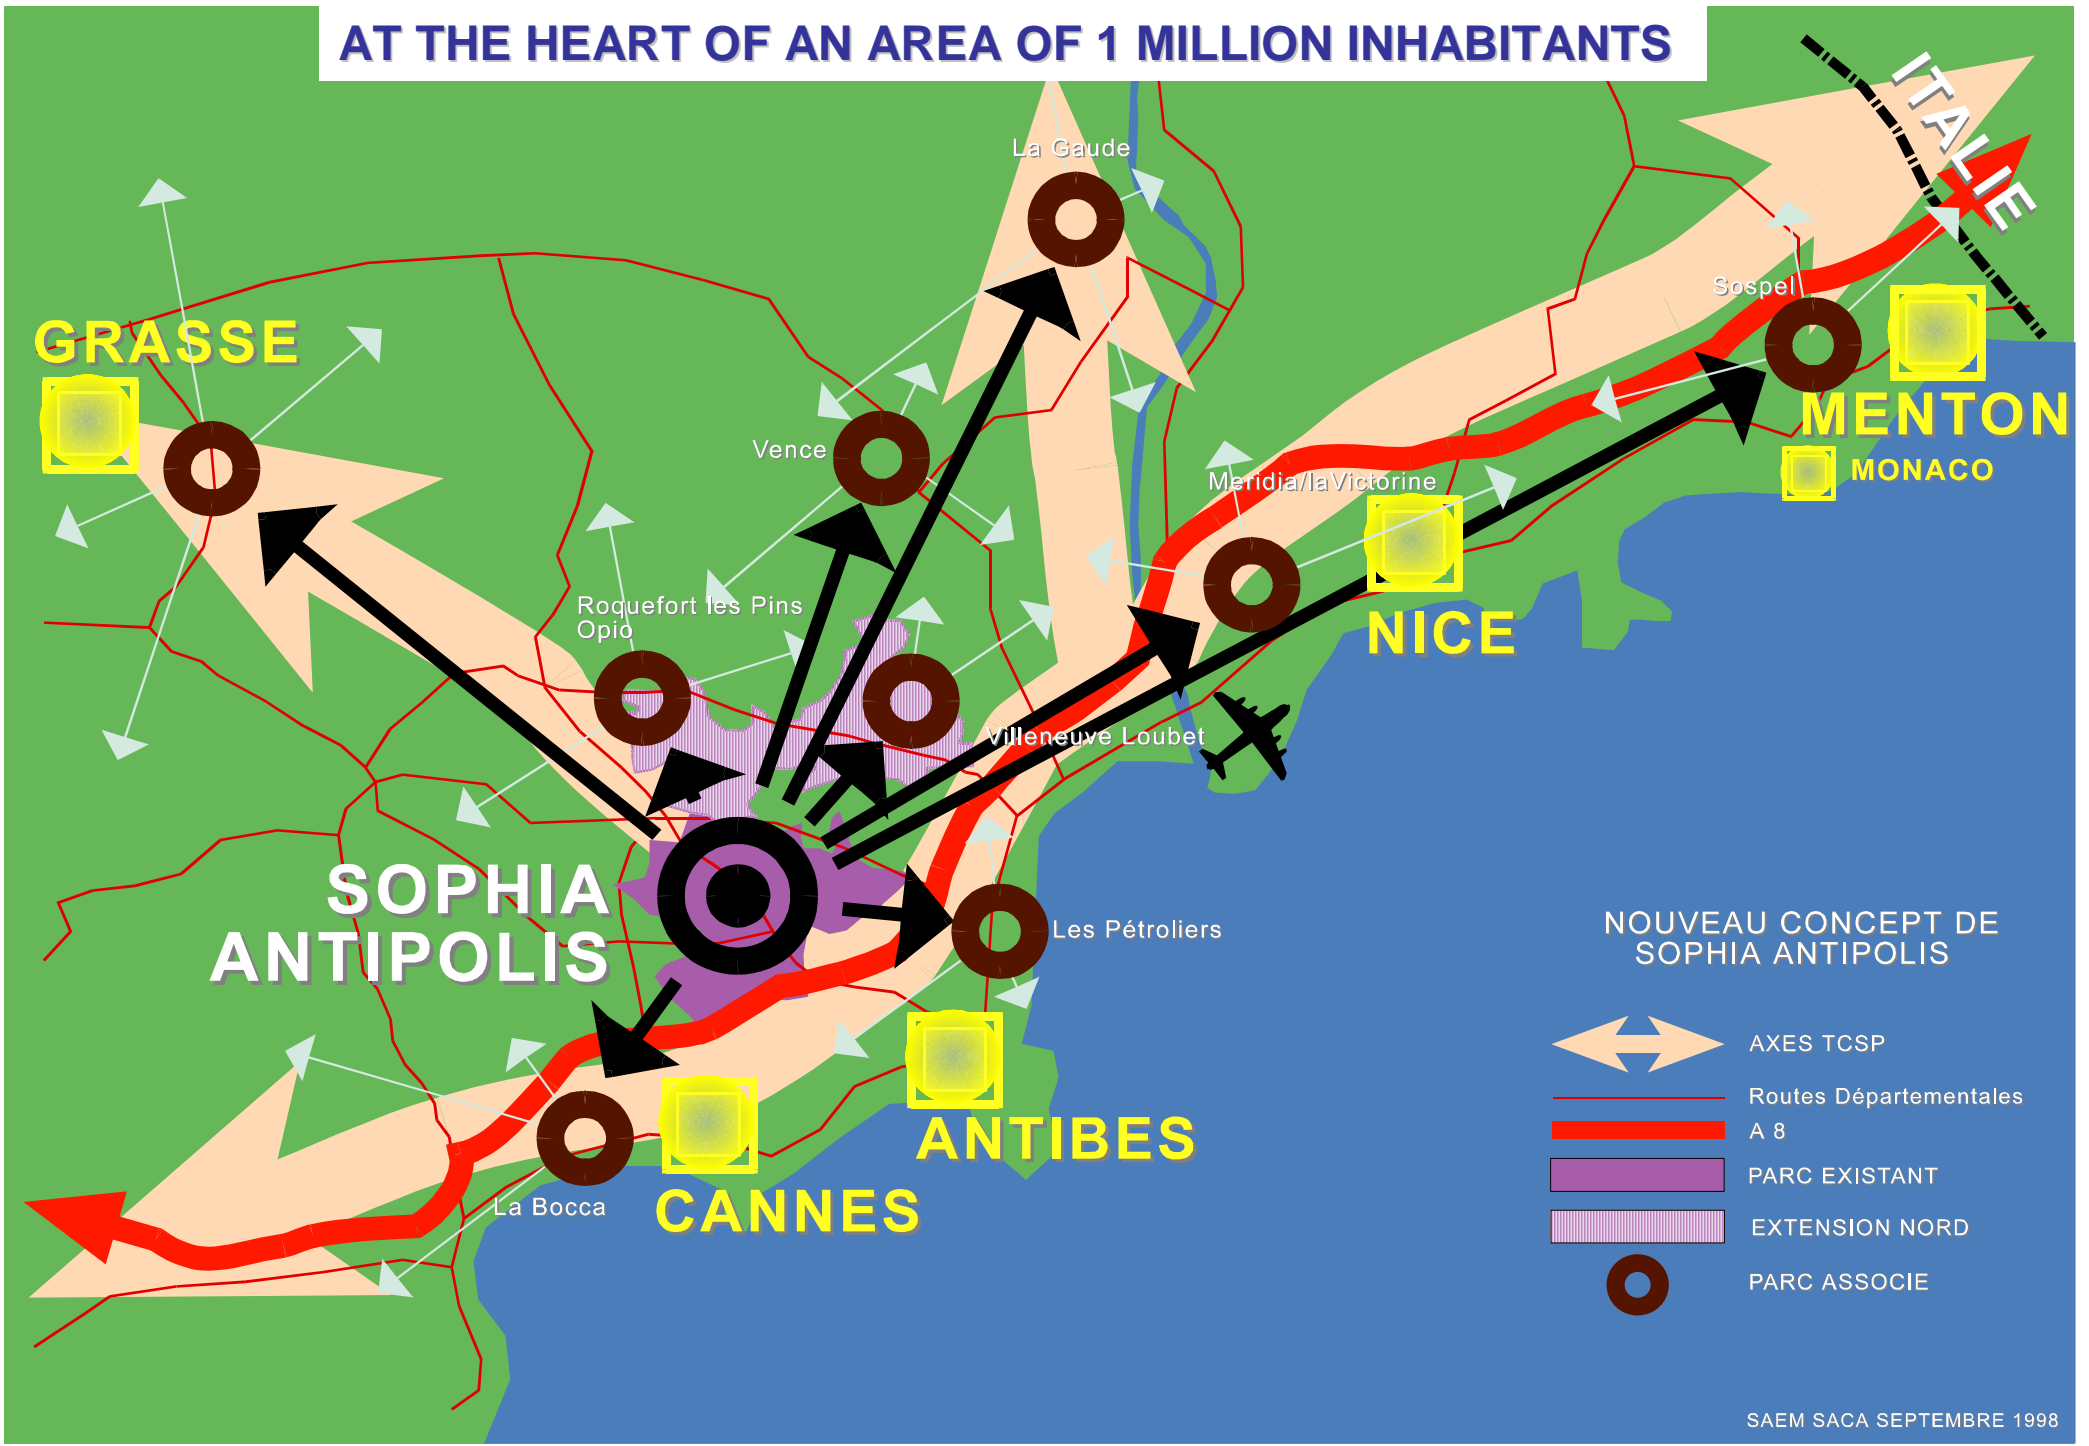 AT THE HEART OF AN AREA OF 1 MILLION INHABITANTS
ITALIE
La Gaude
Sospel
GRASSE
MENTON
Vence
MONACO
Meridia/laVictorine
Roquefort les Pins
Opio
NICE
Villeneuve Loubet
SOPHIA
ANTIPOLIS
Les Pétroliers
NOUVEAU CONCEPT DE
SOPHIA ANTIPOLIS
AXES TCSP
Routes Départementales
A 8
ANTIBES
PARC EXISTANT
La Bocca
CANNES
EXTENSION NORD
PARC ASSOCIE
SAEM SACA SEPTEMBRE 1998